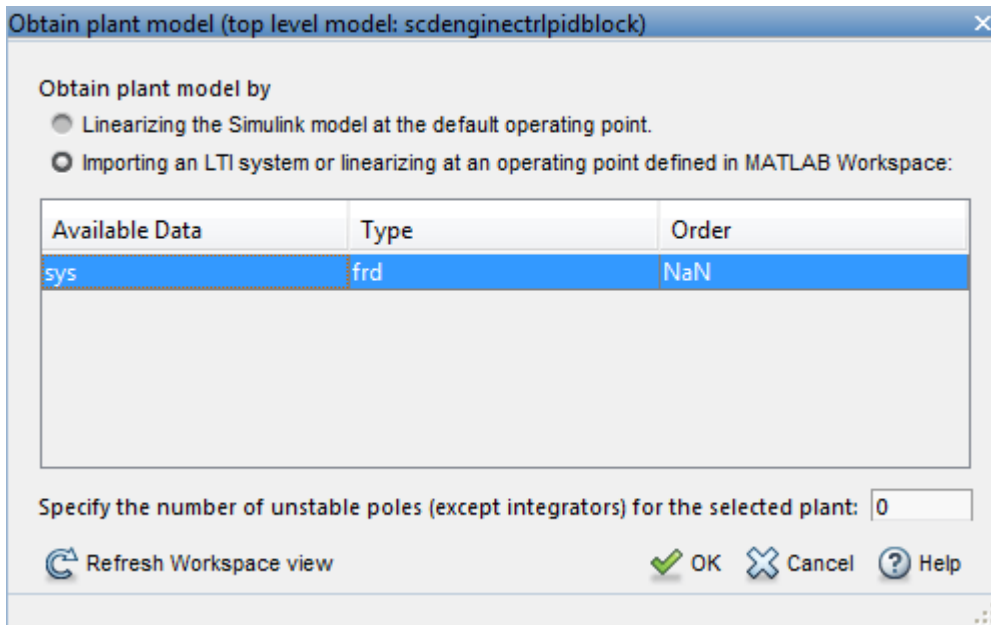 Obtain plant model (top level model: scdenginectrlpidblock)
Obtain plant model by
Linearizing the Simulink model at the default operating point.
Importing an LTI system or linearizing at an operating point defined in MATLAB Workspace:
Available Data Type Order
sys frd NaN
Specify the number of unstable poles (except integrators) for the selected plant: 0
Refresh Workspace view OK Cancel ? Help